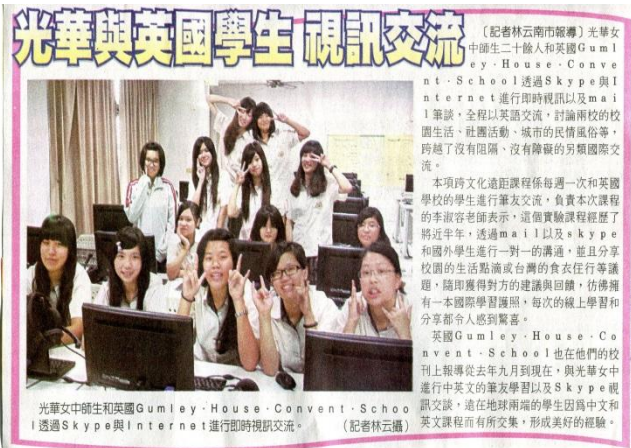 光華與英國學生 視訊交流
〔記者林云南市報導〕光華女
中師生二十餘人和英國Guml
ey‧House‧Conve
nt‧School透過Skype與I
nternet進行即時視訊以及mai
l筆談,全程以英語交流,討論兩校的校
園生活、社團活動、城市的民情風俗等,
跨越了沒有阻隔、沒有障礙的另類國際交
流。
本項跨文化遠距課程係每週一次和英國
學校的學生進行筆友交流,負責本次課程
的李淑容老師表示,這個實驗課程經歷了
將近半年,透過mail以及skype
和國外學生進行一對一的溝通,並且分享
校園的生活點滴或台灣的食衣住行等議
題,隨即獲得對方的建議與回饋,彷彿擁
有一本國際學習護照,每次的線上學習和
分享都令人感到驚喜。
英國Gumley‧House‧Co
nvent‧School也在他們的校
刊上報導從去年九月到現在,與光華女中
進行中英文的筆友學習以及Skype視
訊交談,遠在地球兩端的學生因為中文和
英文課程而有所交集,形成美好的經驗。
光華女中師生和英國Gumley‧House‧Convent‧Schoo
l透過Skype與Internet進行即時視訊交流。 (記者林云攝)